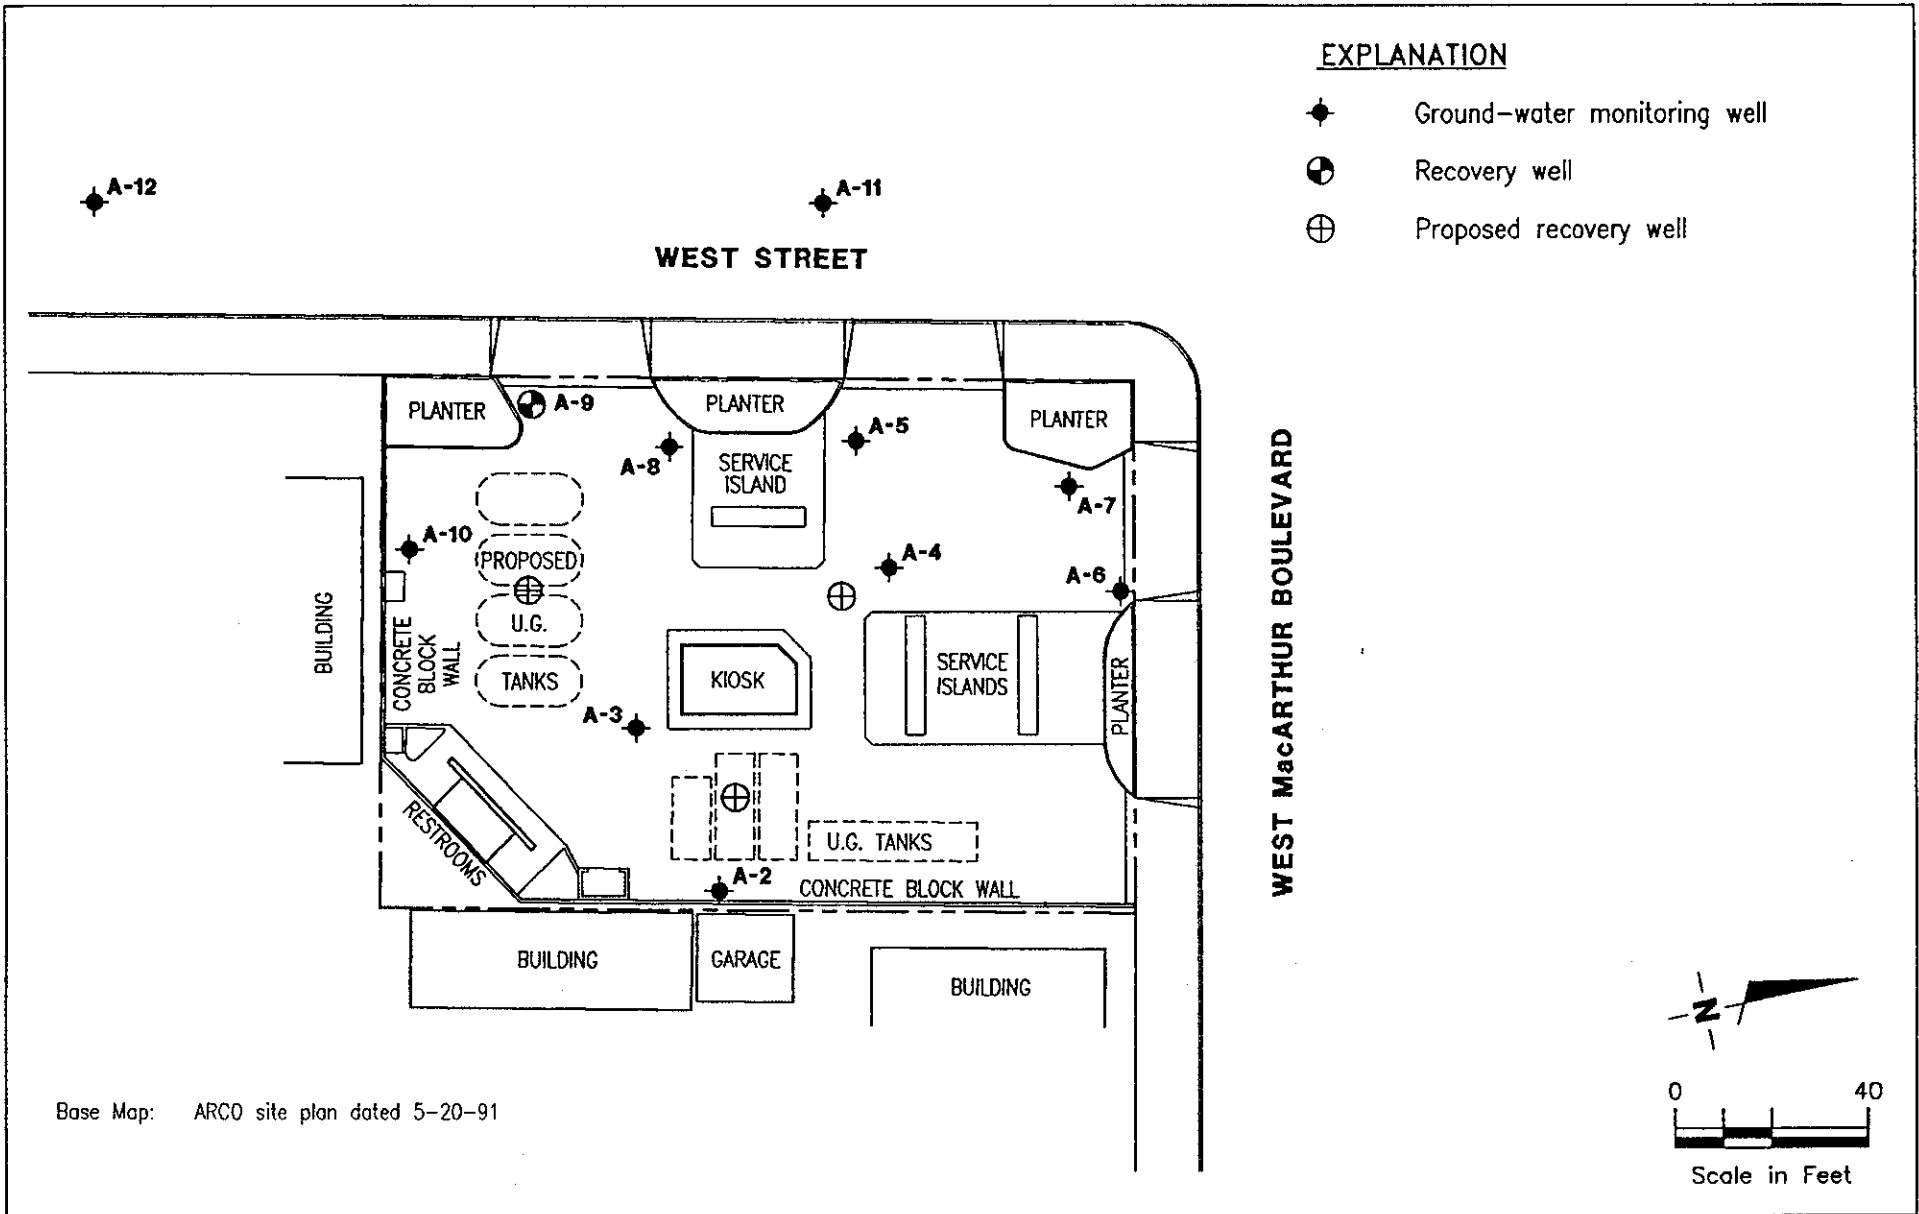 EXPLANATION
Ground-water monitoring well
Recovery well
Proposed recovery well
A-12
A-11
WEST STREET
PLANTER
A-9
PLANTER
A-5
PLANTER
A-8
SERVICE
ISLAND
A-7
A-10
PROPOSED
U.G.
TANKS
A-4
A-6
BUILDING
CONCRETE
BLOCK
WALL
KIOSK
SERVICE
ISLANDS
PLANTER
WEST MacARTHUR BOULEVARD
A-3
RESTROOMS
U.G. TANKS
A-2
CONCRETE BLOCK WALL
BUILDING
GARAGE
BUILDING
N
0 40
Scale in Feet
Base Map: ARCO site plan dated 5-20-91